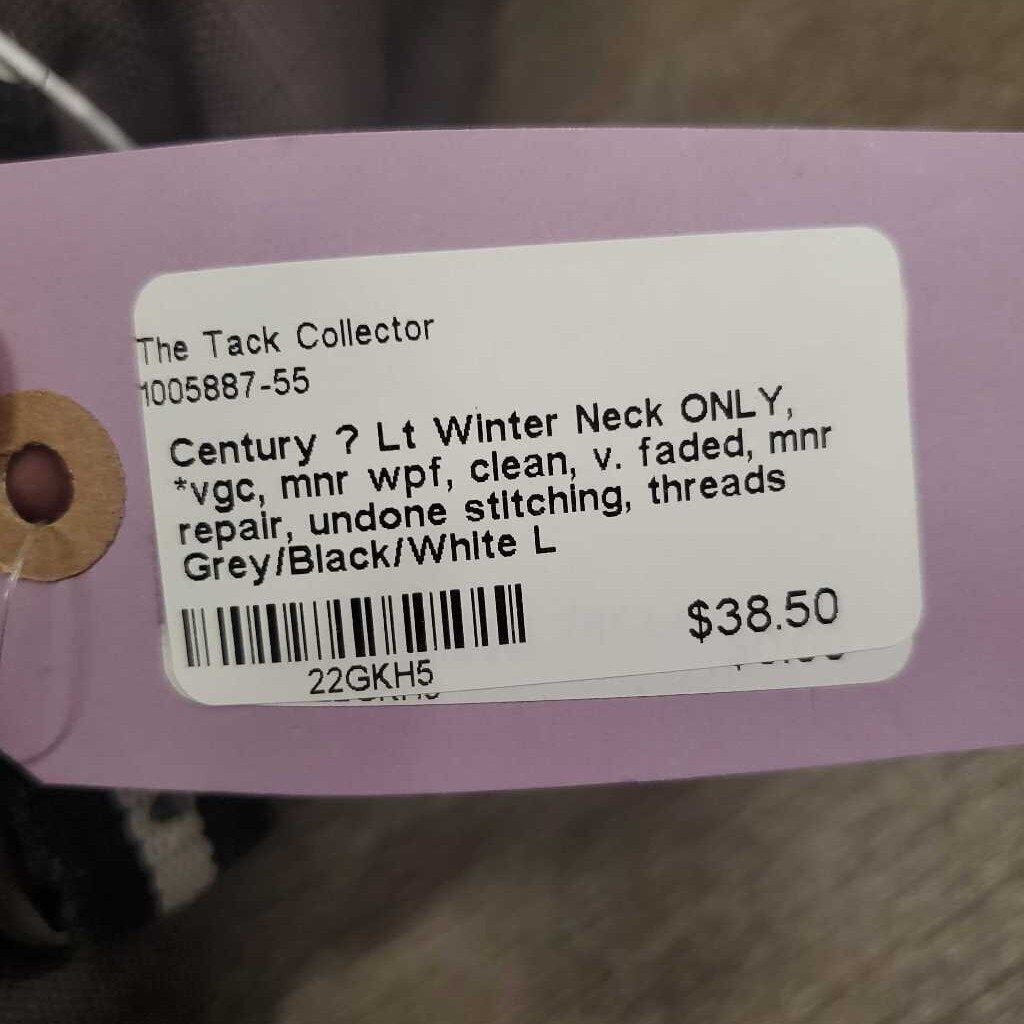 The Tack Collector
1005887-55
Century ? Lt Winter Neck ONLY,
*vgc, mnr wpf, clean, v. faded, mnr
repair, undone stitching, threads
Grey/Black/White L
$38.50
22GKH5